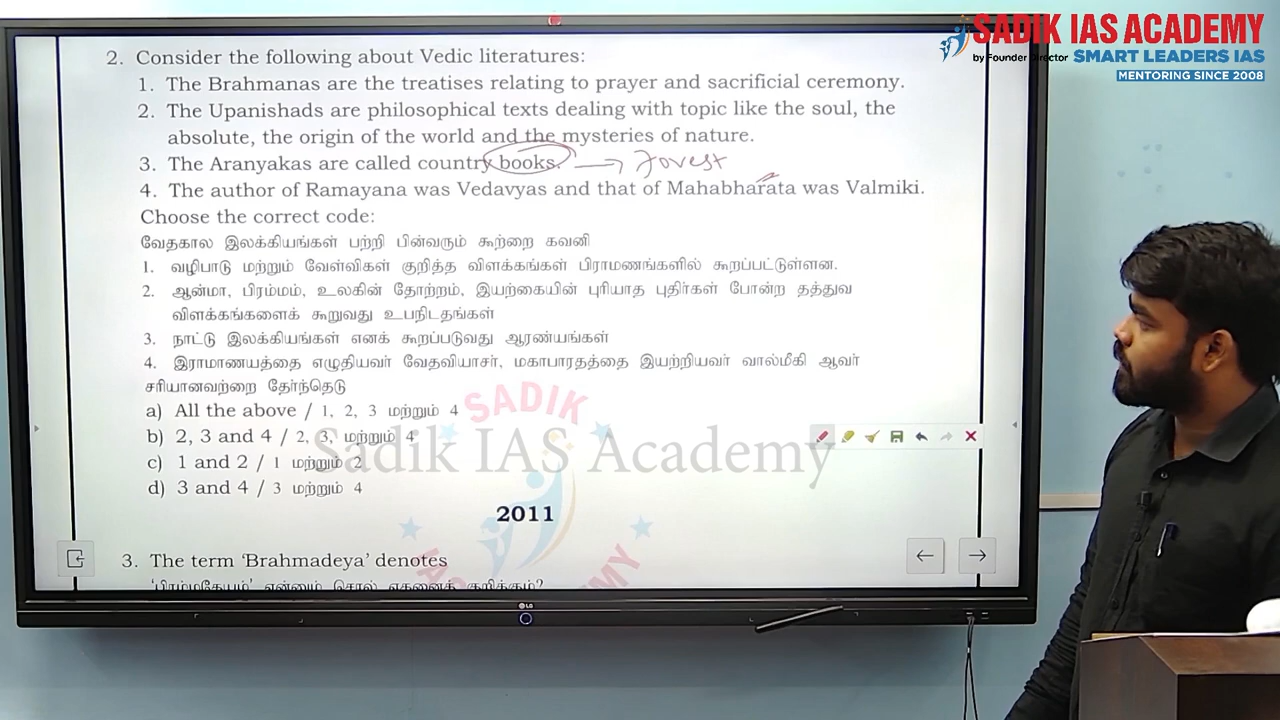 SADIK IAS ACADEMY
by Founder Director SMART LEADERS IAS
MENTORING SINCE 2008
2. Consider the following about Vedic literatures:
1. The Brahmanas are the treatises relating to prayer and sacrificial ceremony.
2. The Upanishads are philosophical texts dealing with topic like the soul, the
absolute, the origin of the world and the mysteries of nature.
3. The Aranyakas are called country books. → Forest
4. The author of Ramayana was Vedavyas and that of Mahabharata was Valmiki.
Choose the correct code:
வேதகால இலக்கியங்கள் பற்றி பின்வரும் கூற்றை கவனி
1. வழிபாடு மற்றும் வேள்விகள் குறித்த விளக்கங்கள் பிராமணங்களில் கூறப்பட்டுள்ளன.
2. ஆன்மா, பிரம்மம், உலகின் தோற்றம், இயற்கையின் புரியாத புதிர்கள் போன்ற தத்துவ
விளக்கங்களைக் கூறுவது உபநிடதங்கள்
3. நாட்டு இலக்கியங்கள் எனக் கூறப்படுவது ஆரண்யங்கள்
4. இராமாணயத்தை எழுதியவர் வேதவியாசர், மகாபாரதத்தை இயற்றியவர் வால்மீகி ஆவர்
சரியானவற்றை தேர்ந்தெடு
a) All the above / 1, 2, 3 மற்றும் 4
b) 2, 3 and 4 / 2, 3, மற்றும் 4
c) 1 and 2 / 1 மற்றும் 2
d) 3 and 4 / 3 மற்றும் 4
SADIK
Sadik IAS Academy
2011
3. The term 'Brahmadeya' denotes
'பிரம்மதேயம்' என்னும் சொல் எதனைக் குறிக்கும்?
LG